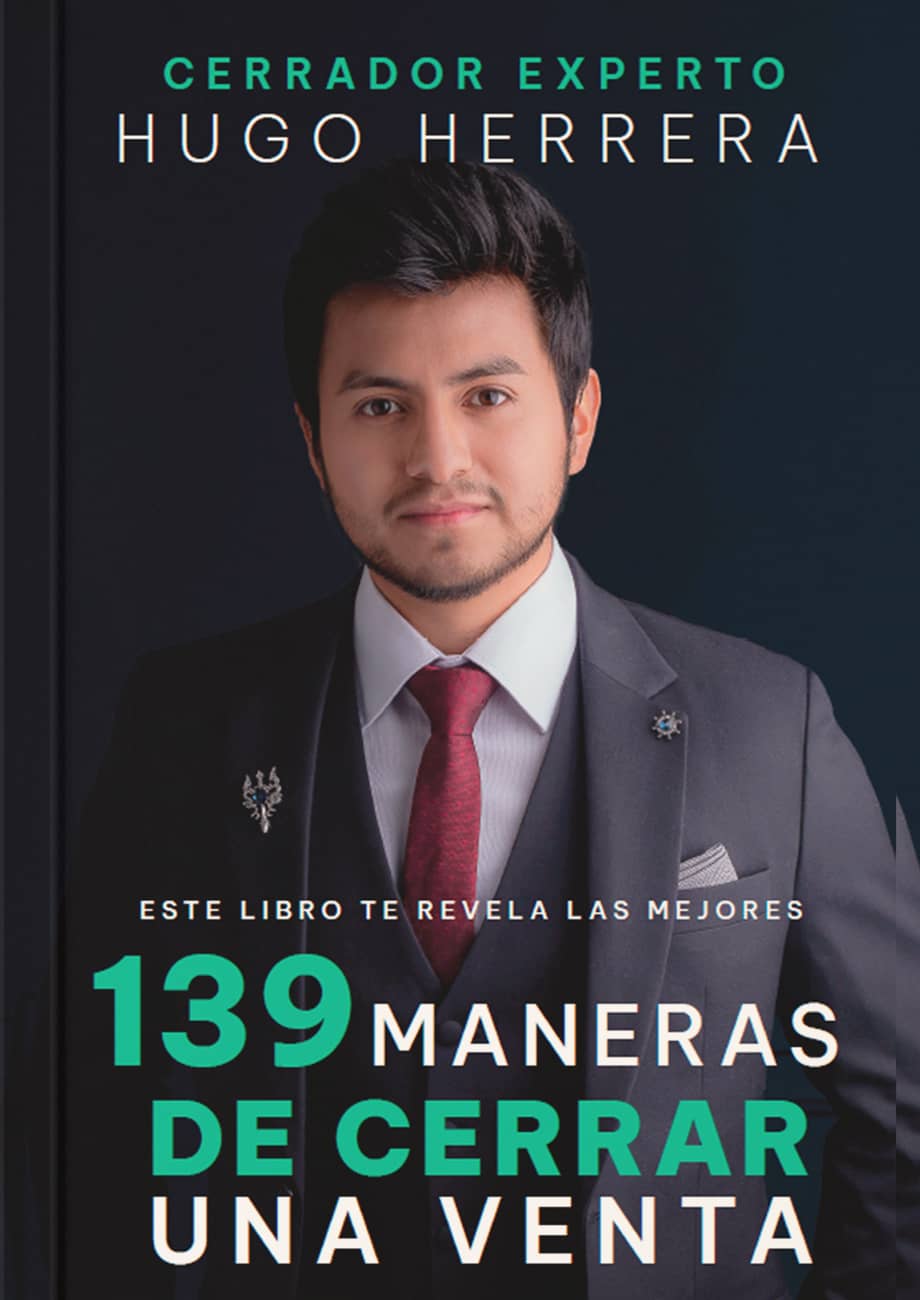 CERRADOR EXPERTO
HUGO HERRERA
ESTE LIBRO TE REVELA LAS MEJORES
139 MANERAS
DE CERRAR
UNA VENTA